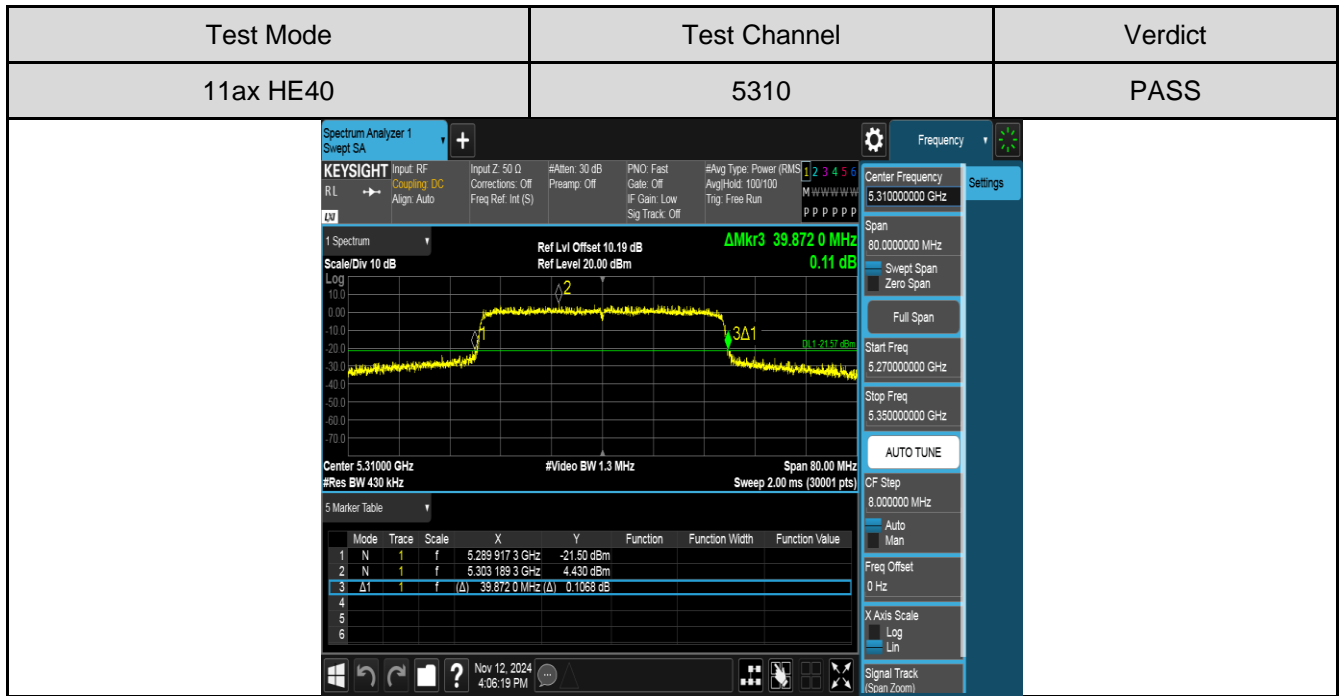 Test Mode Test Channel Verdict
11ax HE40 5310 PASS
Spectrum Analyzer 1
Swept SA
+
Frequency
KEYSIGHT Input: RF Input Z: 50 Ω #Atten: 30 dB PNO: Fast #Avg Type: Power (RMS 1 2 3 4 5 6
RL Coupling: DC Corrections: Off Preamp: Off Gate: Off Avg|Hold: 100/100 M W W W W W
Align: Auto Freq Ref: Int (S) IF Gain: Low Trig: Free Run
LXI Sig Track: Off P P P P P P
1 Spectrum Ref Lvl Offset 10.19 dB ΔMkr3 39.872 0 MHz
Scale/Div 10 dB Ref Level 20.00 dBm 0.11 dB
Log
10.0
0.00
-10.0
-20.0
-30.0
-40.0
-50.0
-60.0
-70.0
2
1
3Δ1
DL1 -21.57 dBm
Center 5.31000 GHz #Video BW 1.3 MHz Span 80.00 MHz
#Res BW 430 kHz Sweep 2.00 ms (30001 pts)
5 Marker Table
Mode Trace Scale X Y Function Function Width Function Value
1 N 1 f 5.289 917 3 GHz -21.50 dBm
2 N 1 f 5.303 189 3 GHz 4.430 dBm
3 Δ1 1 f (Δ) 39.872 0 MHz (Δ) 0.1068 dB
4
5
6
Nov 12, 2024
4:06:19 PM
?
Center Frequency
5.310000000 GHz
Settings
Span
80.0000000 MHz
Swept Span
Zero Span
Full Span
Start Freq
5.270000000 GHz
Stop Freq
5.350000000 GHz
AUTO TUNE
CF Step
8.000000 MHz
Auto
Man
Freq Offset
0 Hz
X Axis Scale
Log
Lin
Signal Track
(Span Zoom)